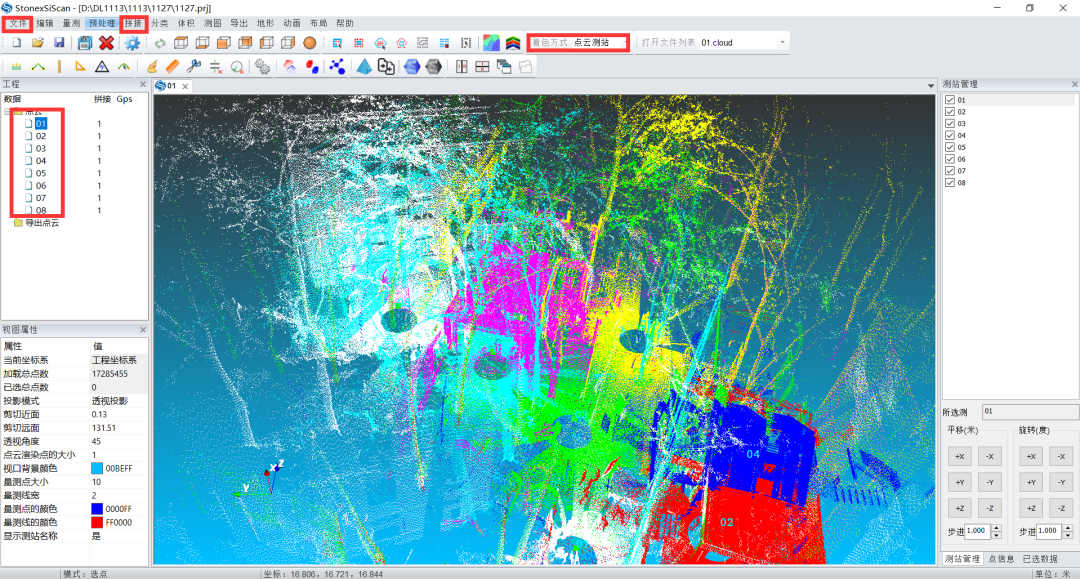 StonexSiScan - [D:\DL1113\1113\1127\1127.prj]
文件 编辑 量测 预处理 拼接 分类 体积 测图 导出 地形 动画 布局 帮助
着色方式 点云测站 打开文件列表 01.cloud
工程
数据 拼接 Gps
点云
01 1
02 1
03 1
04 1
05 1
06 1
07 1
08 1
导出点云
视图属性
属性 值
当前坐标系 工程坐标系
加载总点数 17285455
已选总点数 0
投影模式 透视投影
剪切近面 0.13
剪切远面 131.51
透视角度 45
点云渲染点的大小 1
视口背景颜色 00BEFF
量测点大小 10
量测线宽 2
量测点的颜色 0000FF
量测线的颜色 FF0000
显示测站名称 是
01
Z
Y
04
02
测站管理
01
02
03
04
05
06
07
08
所选测 01
平移(米) 旋转(度)
+X -X +X -X
+Y -Y +Y -Y
+Z -Z +Z -Z
步进 1.000 步进 1.000
测站管理 点信息 已选数据
模式: 选点 坐标: 16.806, 16.721, 16.844 单位: 米